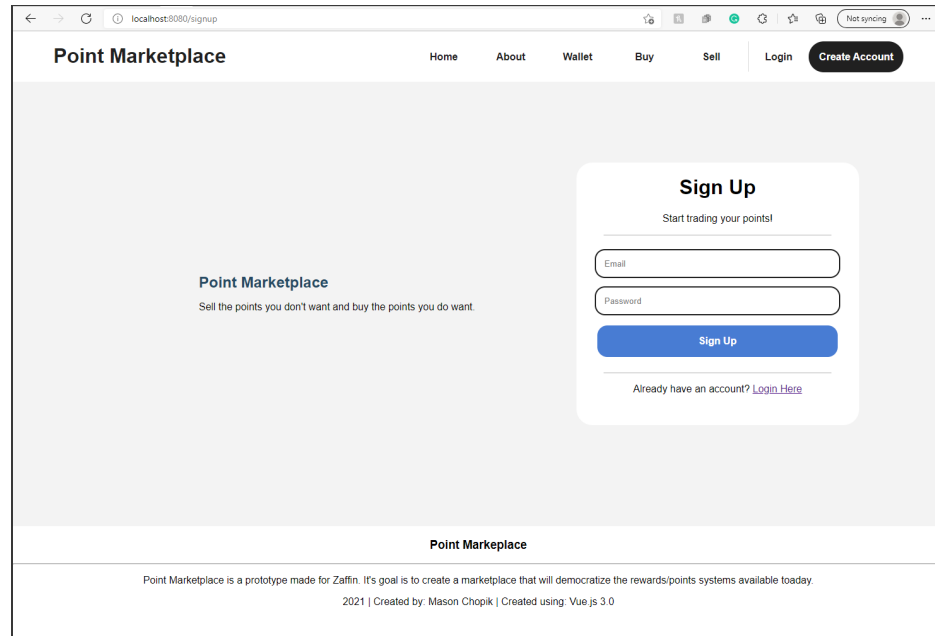 localhost:8080/signup
Not syncing
Point Marketplace
Home About Wallet Buy Sell Login Create Account
Sign Up
Start trading your points!
Email
Password
Sign Up
Already have an account? Login Here
Point Marketplace
Sell the points you don't want and buy the points you do want.
Point Markeplace
Point Marketplace is a prototype made for Zaffin. It's goal is to create a marketplace that will democratize the rewards/points systems available toaday.
2021 | Created by: Mason Chopik | Created using: Vue.js 3.0